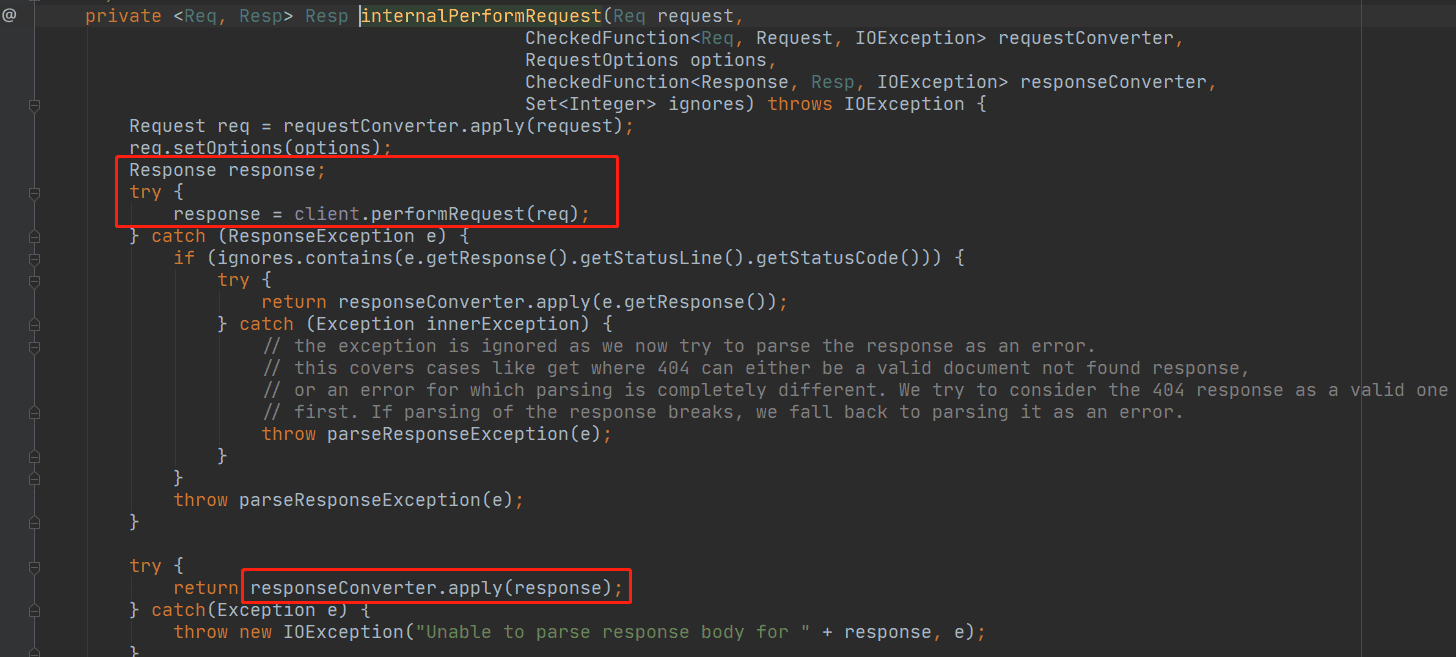 @
private <Req, Resp> Resp internalPerformRequest(Req request,
CheckedFunction<Req, Request, IOException> requestConverter,
RequestOptions options,
CheckedFunction<Response, Resp, IOException> responseConverter,
Set<Integer> ignores) throws IOException {
Request req = requestConverter.apply(request);
req.setOptions(options);
Response response;
try {
response = client.performRequest(req);
} catch (ResponseException e) {
if (ignores.contains(e.getResponse().getStatusLine().getStatusCode())) {
try {
return responseConverter.apply(e.getResponse());
} catch (Exception innerException) {
// the exception is ignored as we now try to parse the response as an error.
// this covers cases like get where 404 can either be a valid document not found response,
// or an error for which parsing is completely different. We try to consider the 404 response as a valid one
// first. If parsing of the response breaks, we fall back to parsing it as an error.
throw parseResponseException(e);
}
}
throw parseResponseException(e);
}
try {
return responseConverter.apply(response);
} catch(Exception e) {
throw new IOException("Unable to parse response body for " + response, e);
}